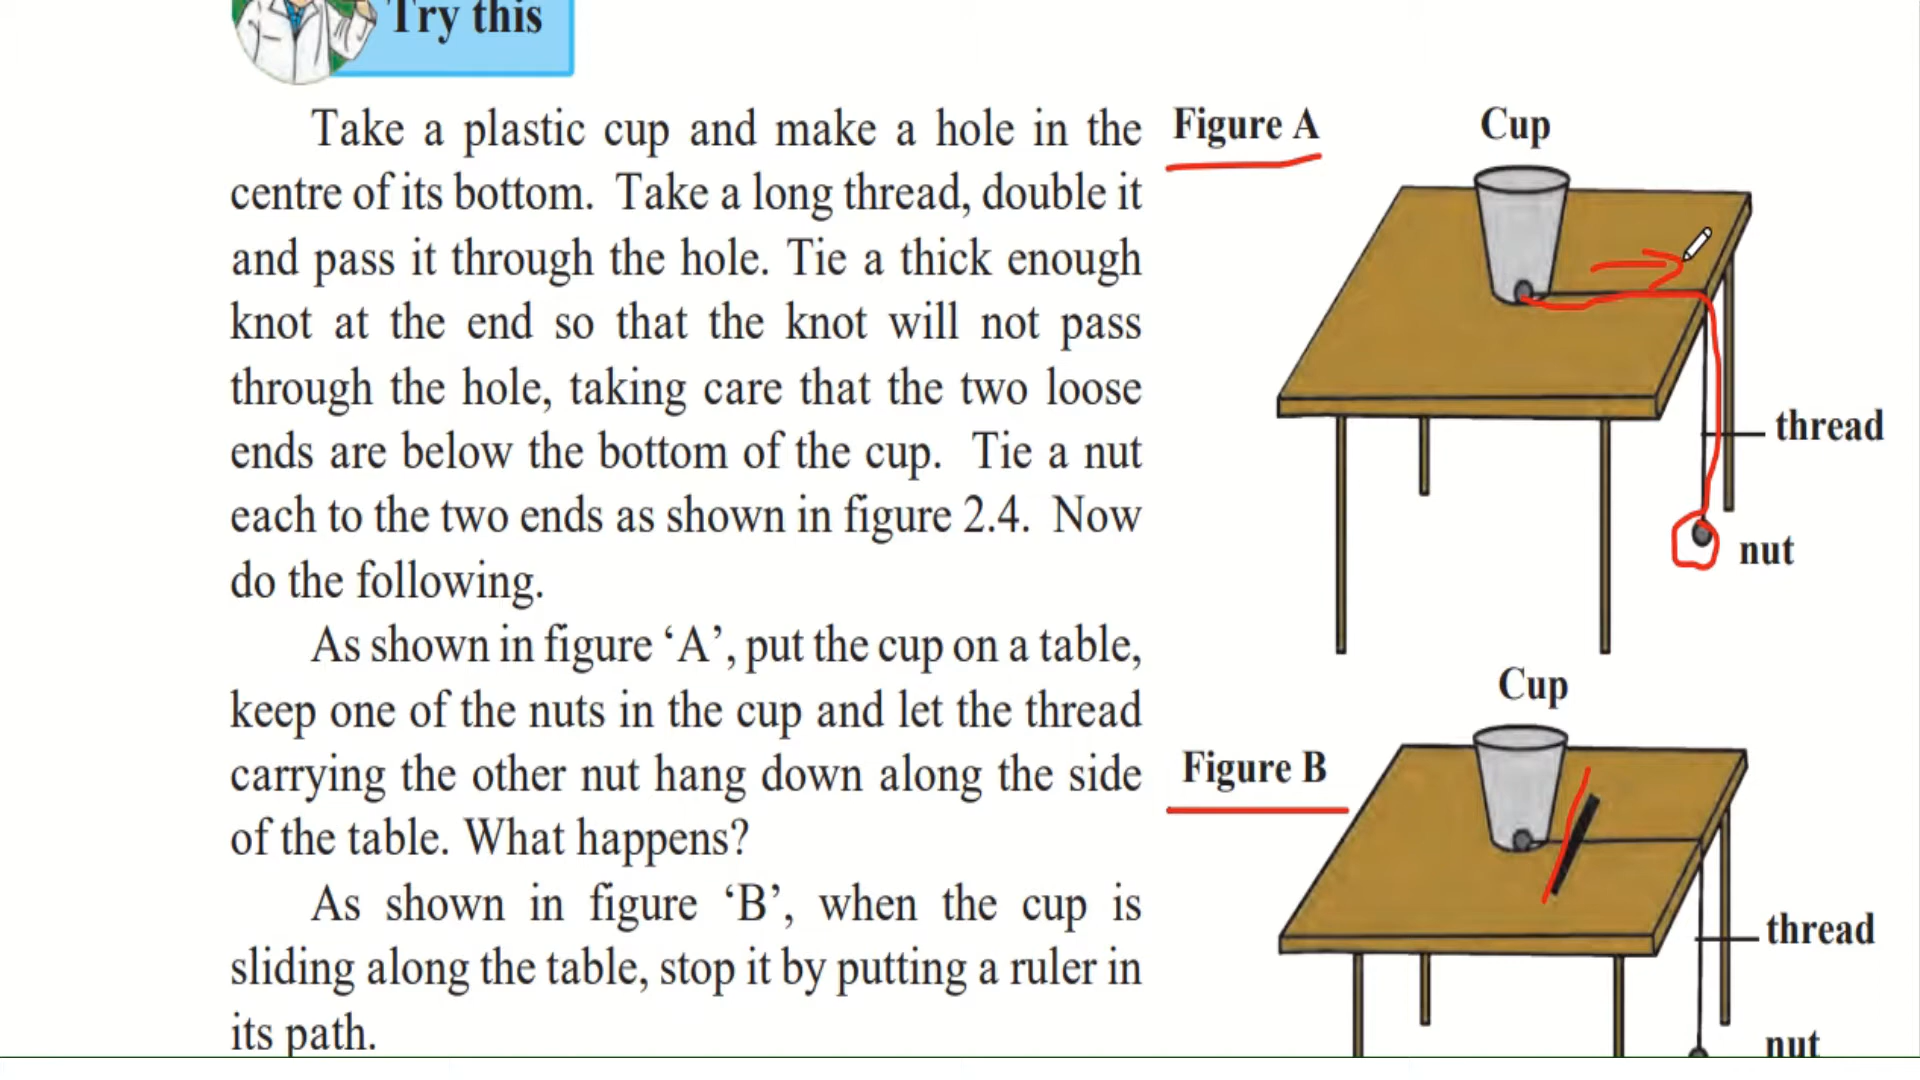 Try this
Take a plastic cup and make a hole in the
centre of its bottom. Take a long thread, double it
and pass it through the hole. Tie a thick enough
knot at the end so that the knot will not pass
through the hole, taking care that the two loose
ends are below the bottom of the cup. Tie a nut
each to the two ends as shown in figure 2.4. Now
do the following.
As shown in figure ‘A’, put the cup on a table,
keep one of the nuts in the cup and let the thread
carrying the other nut hang down along the side
of the table. What happens?
As shown in figure ‘B’, when the cup is
sliding along the table, stop it by putting a ruler in
its path.
Figure A
Cup
thread
nut
Cup
Figure B
thread
nut